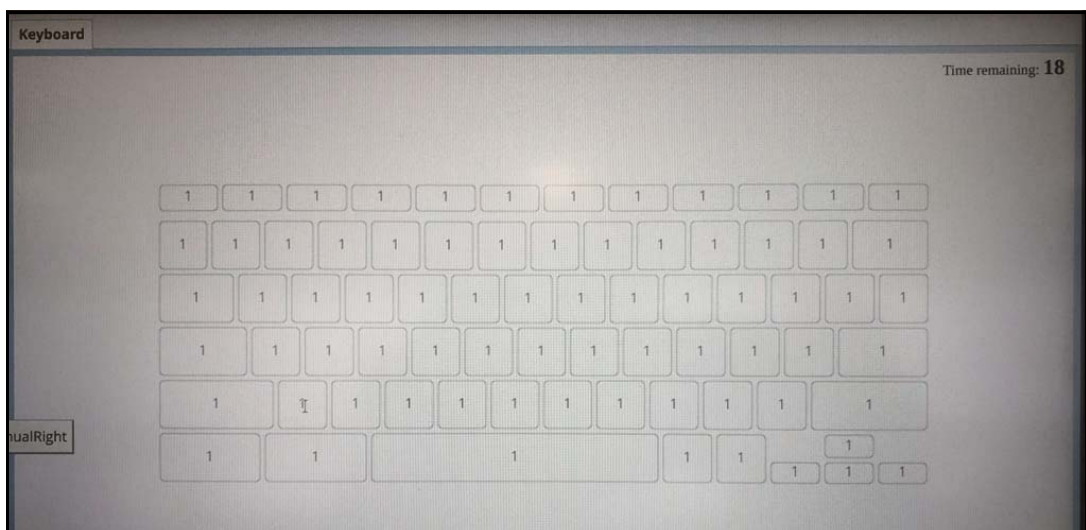 Keyboard
Time remaining: 18
1 1 1 1 1 1 1 1 1 1 1 1
1 1 1 1 1 1 1 1 1 1 1 1 1 1
1 1 1 1 1 1 1 1 1 1 1 1 1 1
1 1 1 1 1 1 1 1 1 1 1 1 1
1 1 1 1 1 1 1 1 1 1 1 1
nualRight
1 1 1 1 1
1
1 1 1